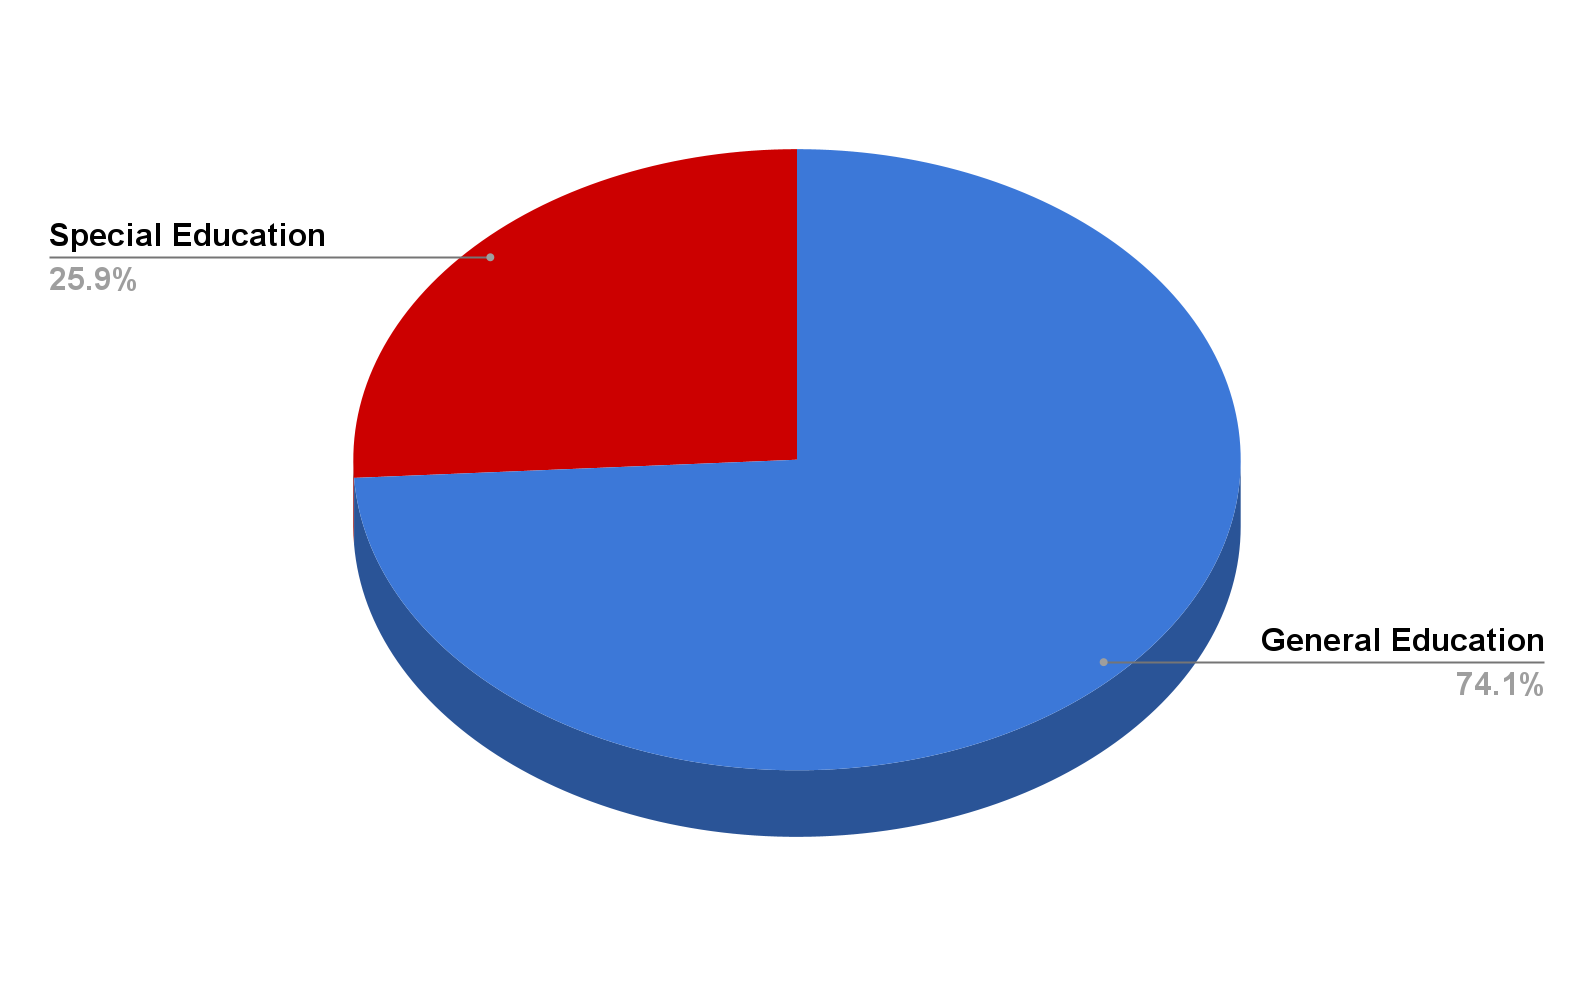 Special Education
25.9%
General Education
74.1%